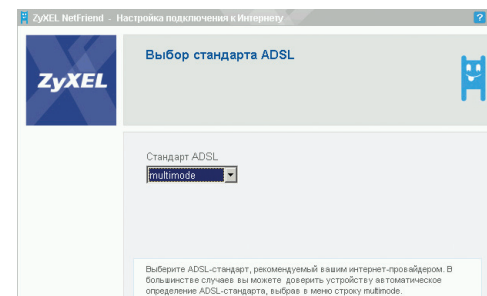 ZyXEL NetFriend - Настройка подключения к Интернету
?
Выбор стандарта ADSL
ZyXEL
Стандарт ADSL
multimode
Выберите ADSL-стандарт, рекомендуемый вашим интернет-провайдером. В
большинстве случаев вы можете доверить устройству автоматическое
определение ADSL-стандарта, выбрав в меню строку multimode.